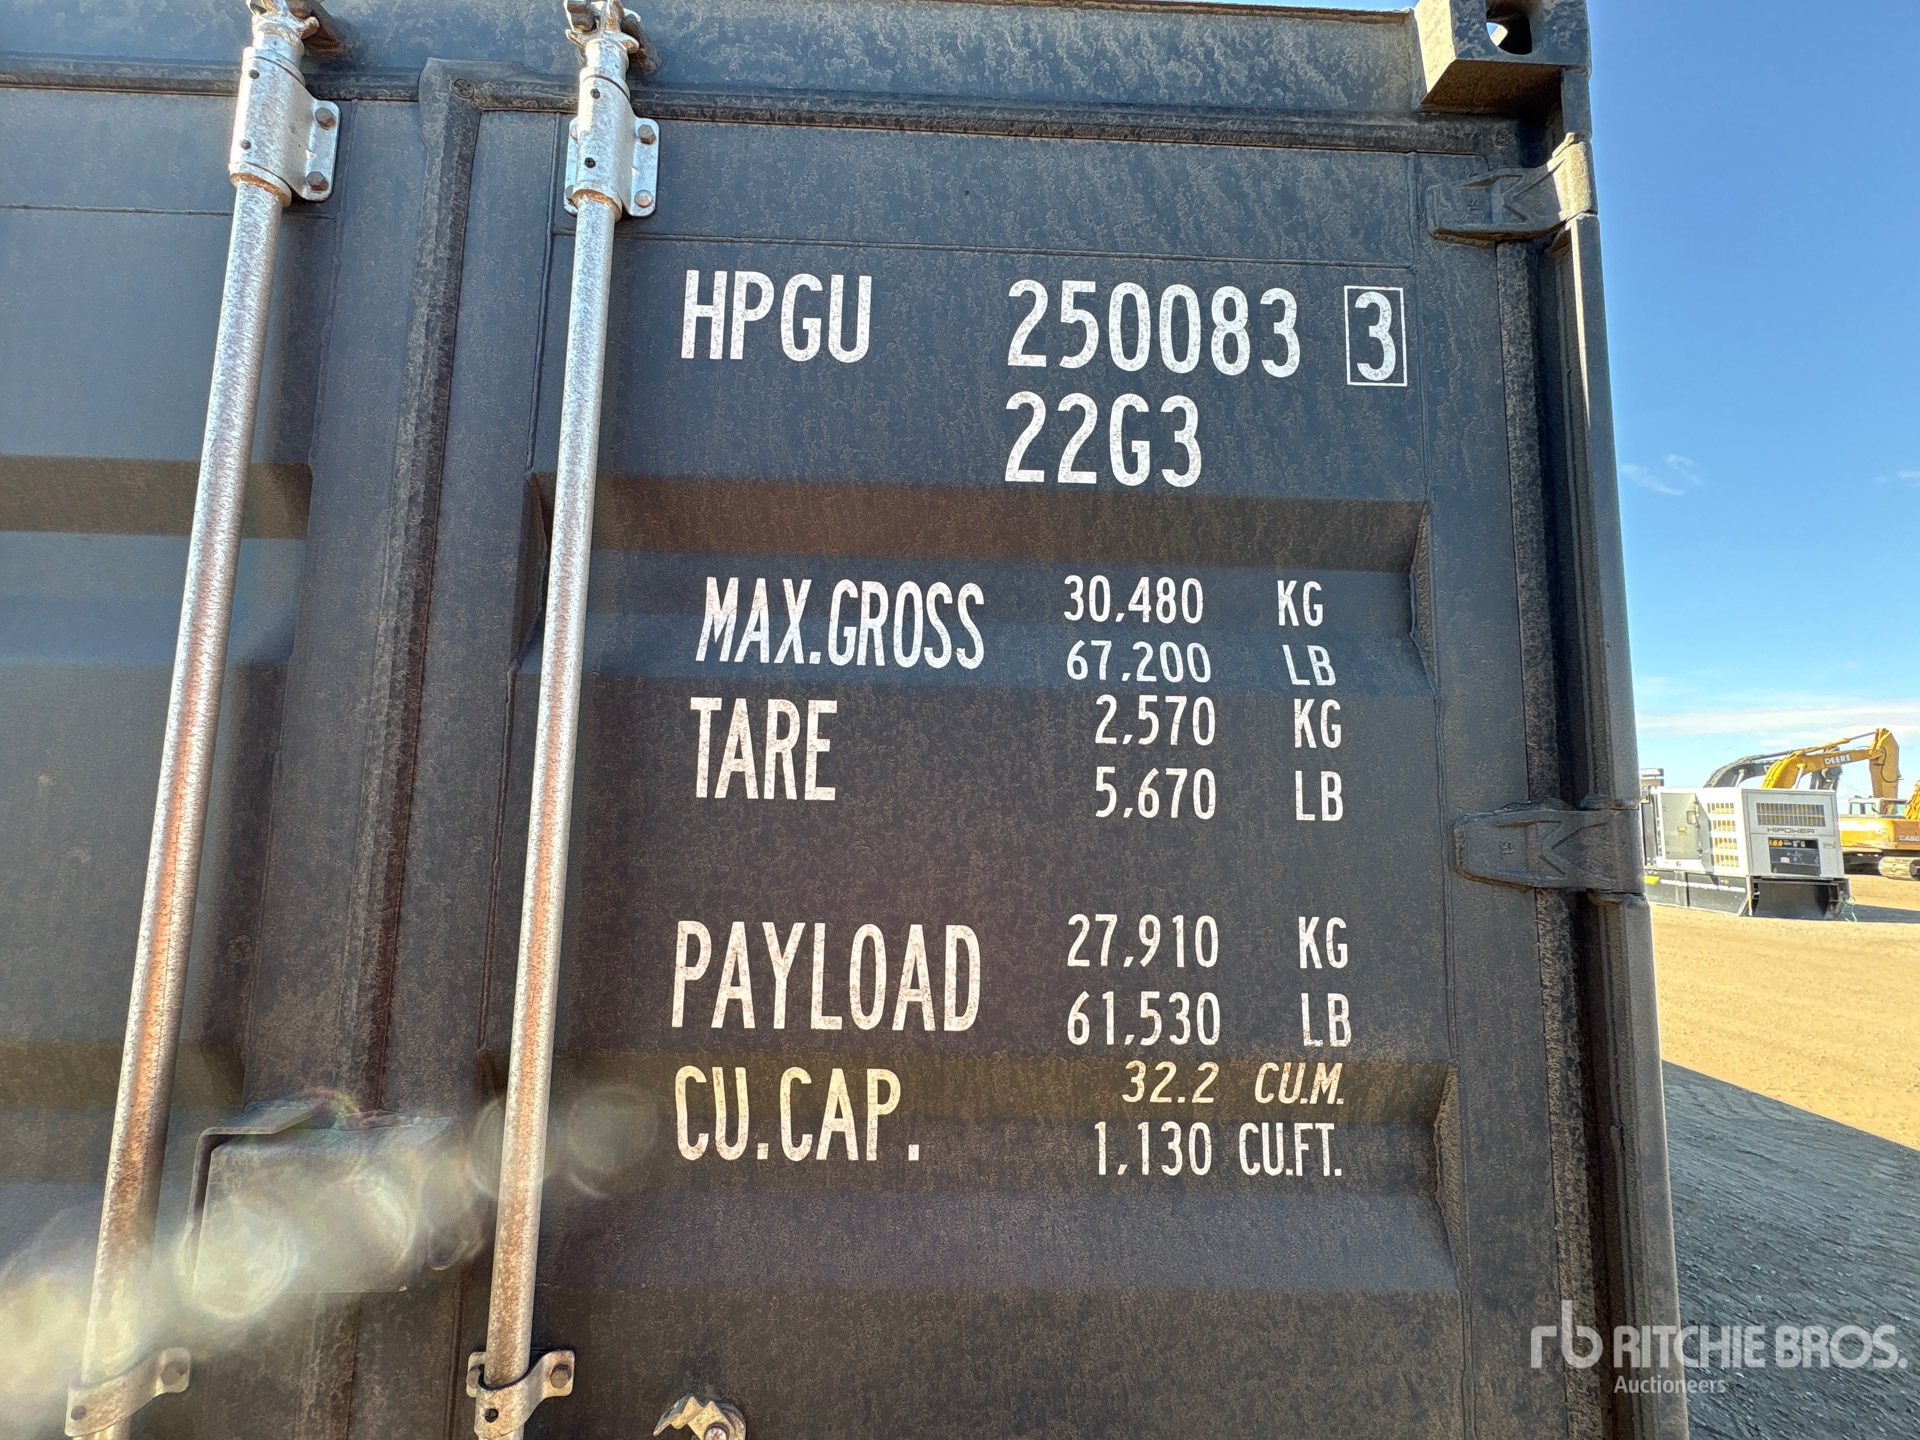 HPGU 250083 3
22G3
MAX.GROSS 30,480 KG
67,200 LB
TARE 2,570 KG
5,670 LB
PAYLOAD 27,910 KG
61,530 LB
CU.CAP. 32.2 CU.M.
1,130 CU.FT.
DEERE
HIPOWER
CASE
rb RITCHIE BROS.
Auctioneers